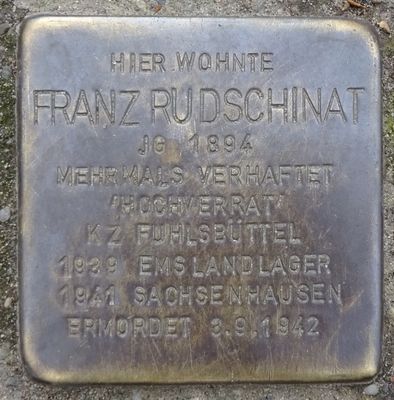 HIER WOHNTE
FRANZ RUDSCHINAT
JG. 1894
MEHRMALS VERHAFTET
'HOCHVERRAT'
KZ FUHLSBÜTTEL
1939 EMSLANDLAGER
1941 SACHSENHAUSEN
ERMORDET 3.9.1942